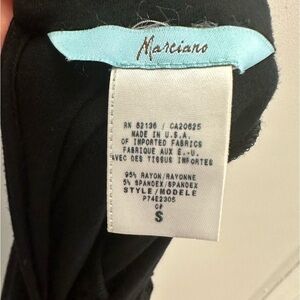 Marciano
RN 62136 / CA20625
MADE IN U.S.A.
OF IMPORTED FABRICS
FABRIQUE AUX E.-U.
AVEC DES TISSUS IMPORTES
95% RAYON/RAYONNE
5% SPANDEX/SPANDEX
STYLE/MODELE
P74E2305
C#
S